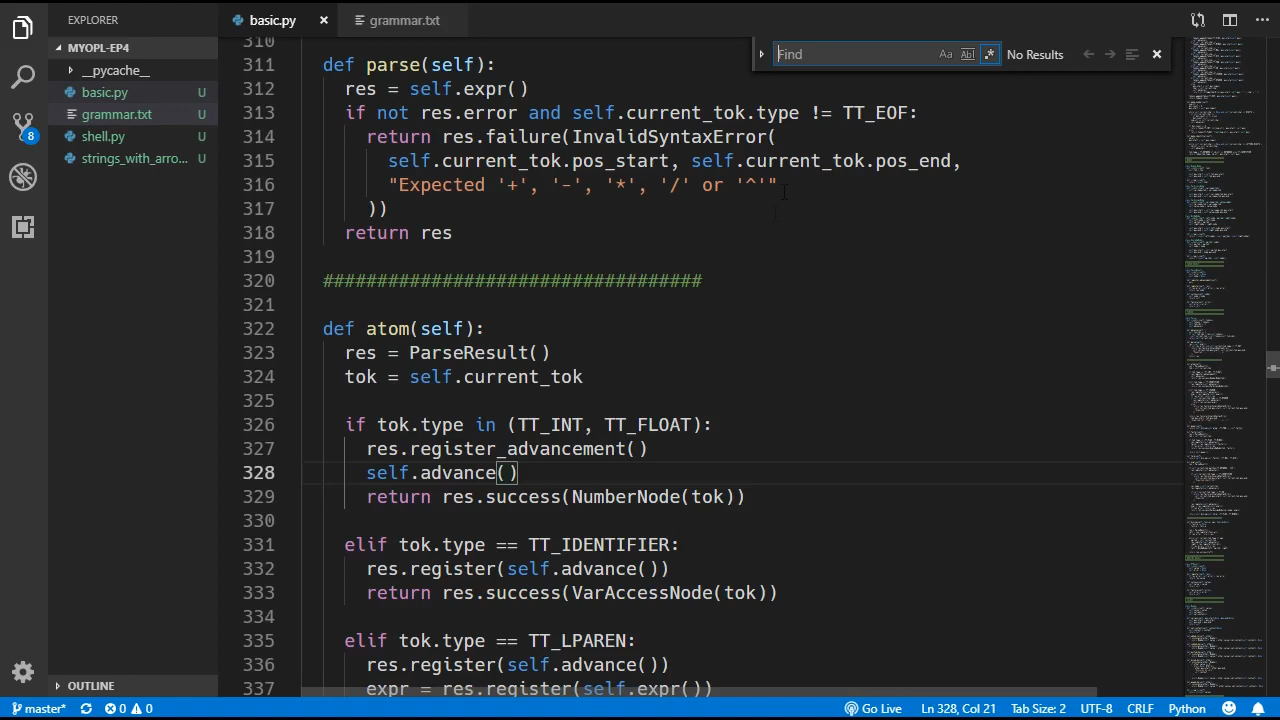 EXPLORER
MYOPL-EP4
__pycache__
basic.py U
grammar.txt U
shell.py U
strings_with_arro... U
OUTLINE
8
basic.py
grammar.txt
Find
Aa Abl .*
No Results
310
311 def parse(self):
312 res = self.expr()
313 if not res.error and self.current_tok.type != TT_EOF:
314 return res.failure(InvalidSyntaxError(
315 self.current_tok.pos_start, self.current_tok.pos_end,
316 "Expected '+', '-', '*', '/' or '^'"
317 ))
318 return res
319
320 ###################################
321
322 def atom(self):
323 res = ParseResult()
324 tok = self.current_tok
325
326 if tok.type in (TT_INT, TT_FLOAT):
327 res.register_advancement()
328 self.advance()
329 return res.success(NumberNode(tok))
330
331 elif tok.type == TT_IDENTIFIER:
332 res.register(self.advance())
333 return res.success(VarAccessNode(tok))
334
335 elif tok.type == TT_LPAREN:
336 res.register(self.advance())
337 expr = res.register(self.expr())
master* 0 0 Go Live Ln 328, Col 21 Tab Size: 2 UTF-8 CRLF Python